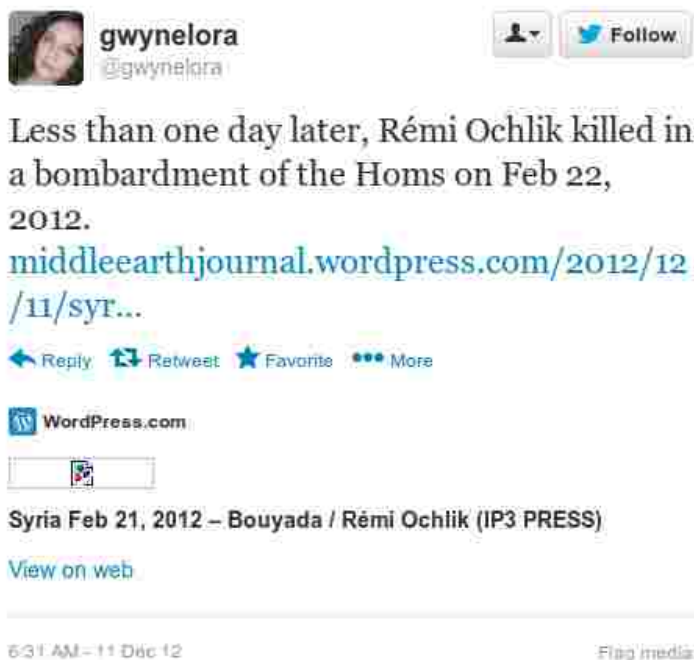 gwynelora
@gwynelora
Follow
Less than one day later, Rémi Ochlik killed in
a bombardment of the Homs on Feb 22,
2012.
middleearthjournal.wordpress.com/2012/12
/11/syr...
Reply Retweet Favorite More
WordPress.com
Syria Feb 21, 2012 – Bouyada / Rémi Ochlik (IP3 PRESS)
View on web
6:31 AM - 11 Dec 12 Flag media